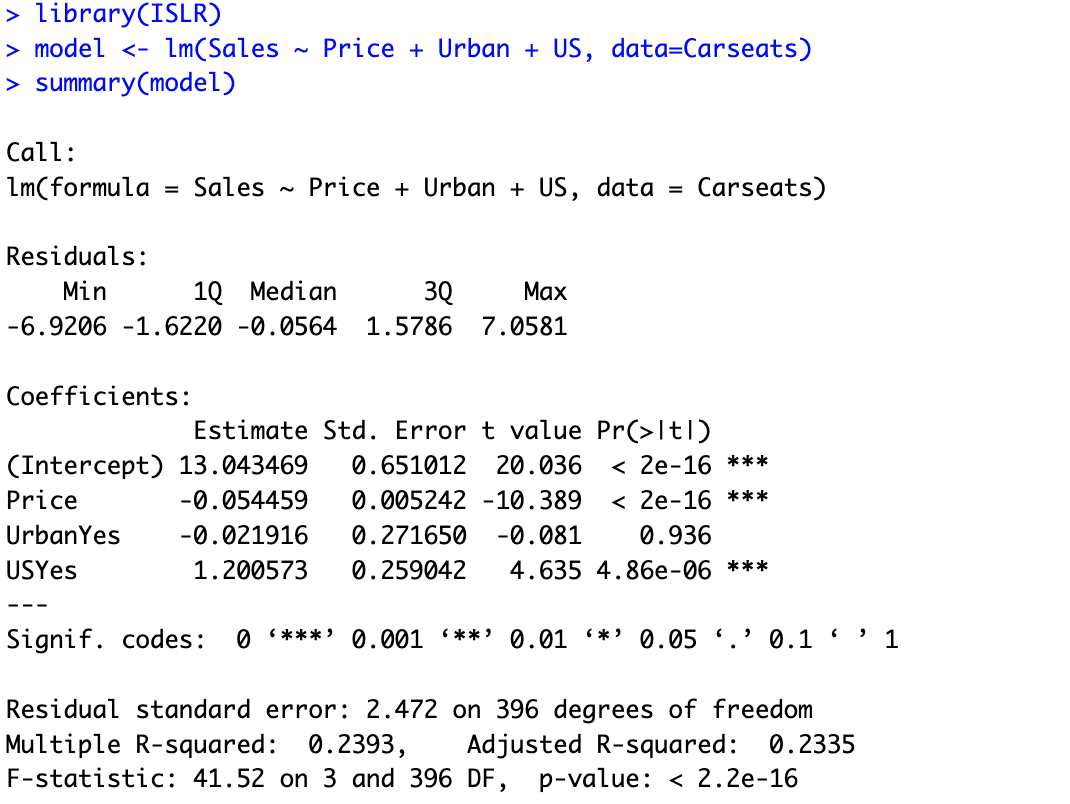 > library(ISLR)
> model <- lm(Sales ~ Price + Urban + US, data=Carseats)
> summary(model)

Call:
lm(formula = Sales ~ Price + Urban + US, data = Carseats)

Residuals:
    Min      1Q  Median      3Q     Max
-6.9206 -1.6220 -0.0564  1.5786  7.0581

Coefficients:
             Estimate Std. Error t value Pr(>|t|)
(Intercept) 13.043469   0.651012  20.036  < 2e-16 ***
Price       -0.054459   0.005242 -10.389  < 2e-16 ***
UrbanYes    -0.021916   0.271650  -0.081    0.936
USYes        1.200573   0.259042   4.635 4.86e-06 ***
---
Signif. codes:  0 ‘***’ 0.001 ‘**’ 0.01 ‘*’ 0.05 ‘.’ 0.1 ‘ ’ 1

Residual standard error: 2.472 on 396 degrees of freedom
Multiple R-squared:  0.2393,    Adjusted R-squared:  0.2335
F-statistic: 41.52 on 3 and 396 DF,  p-value: < 2.2e-16